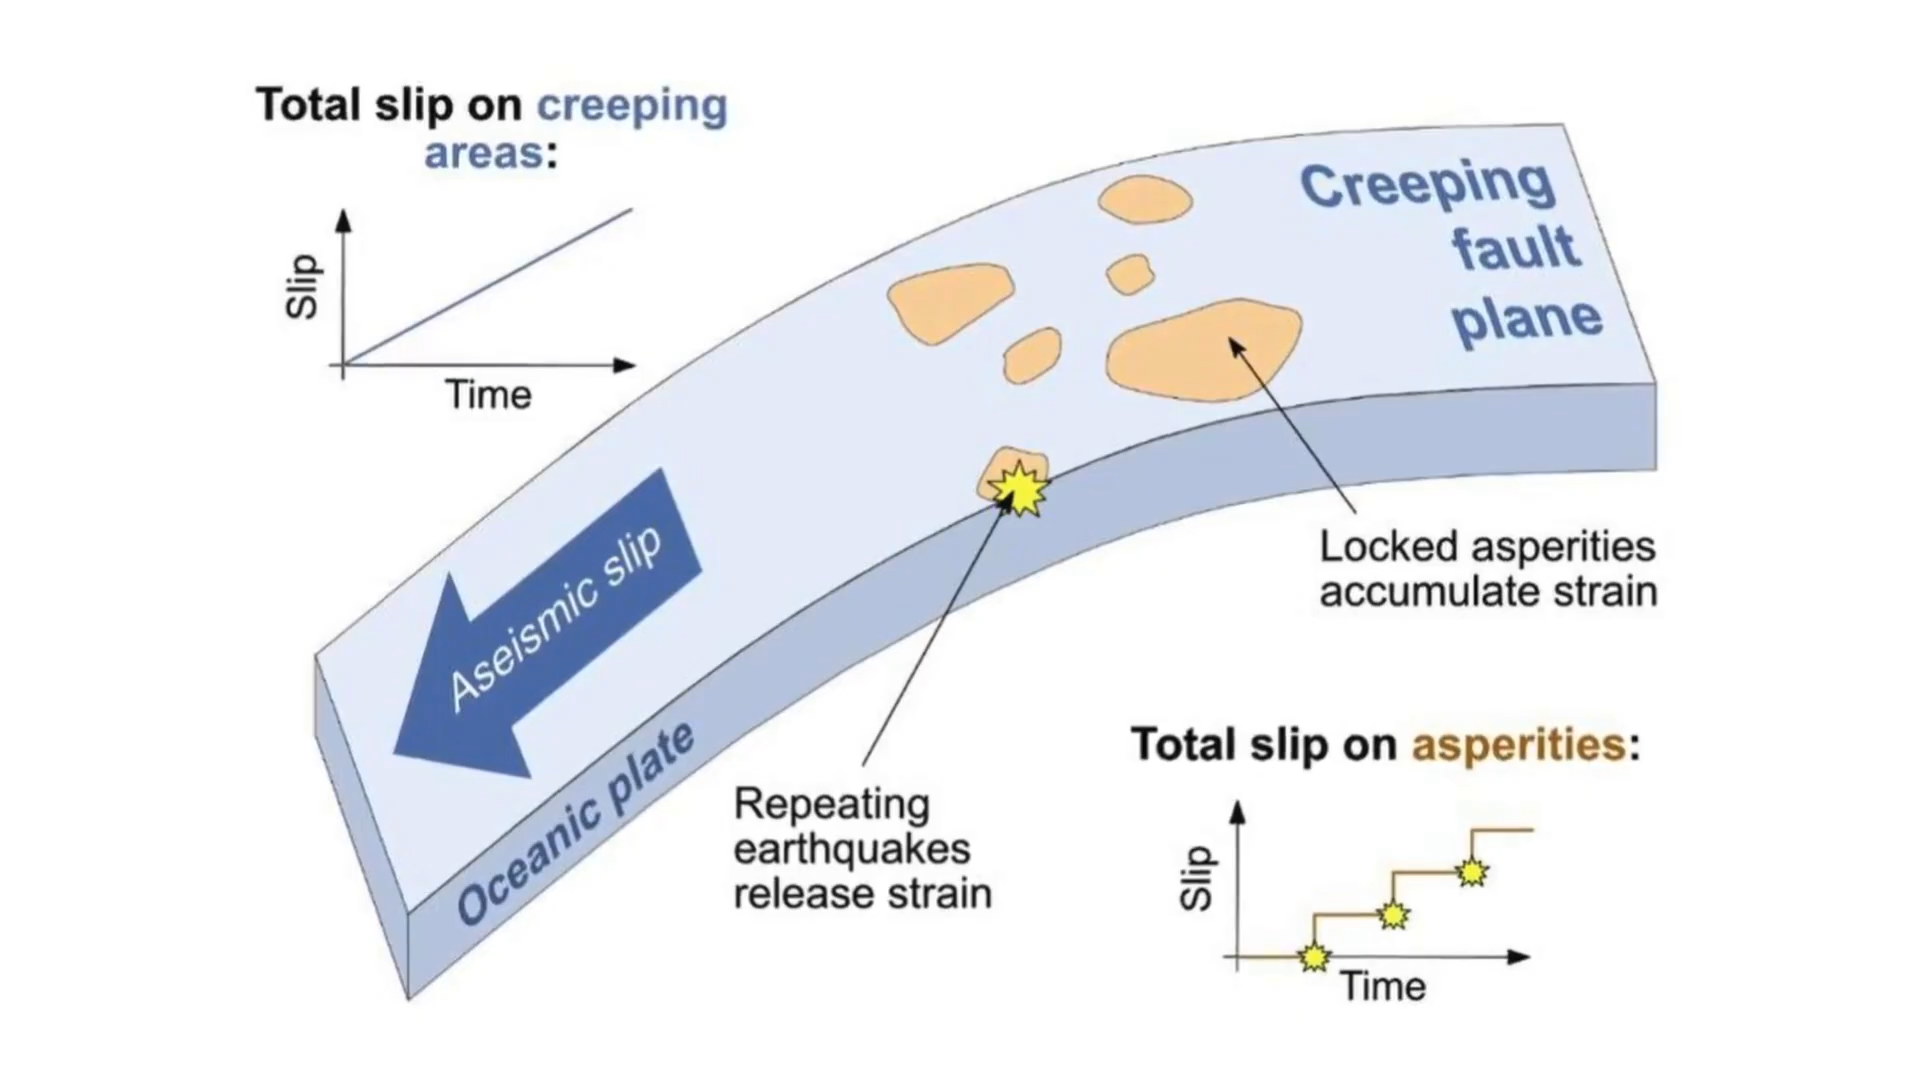 Total slip on creeping
areas:
Slip
Time
Creeping
fault
plane
Aseismic slip
Oceanic plate
Locked asperities
accumulate strain
Repeating
earthquakes
release strain
Total slip on asperities:
Slip
Time